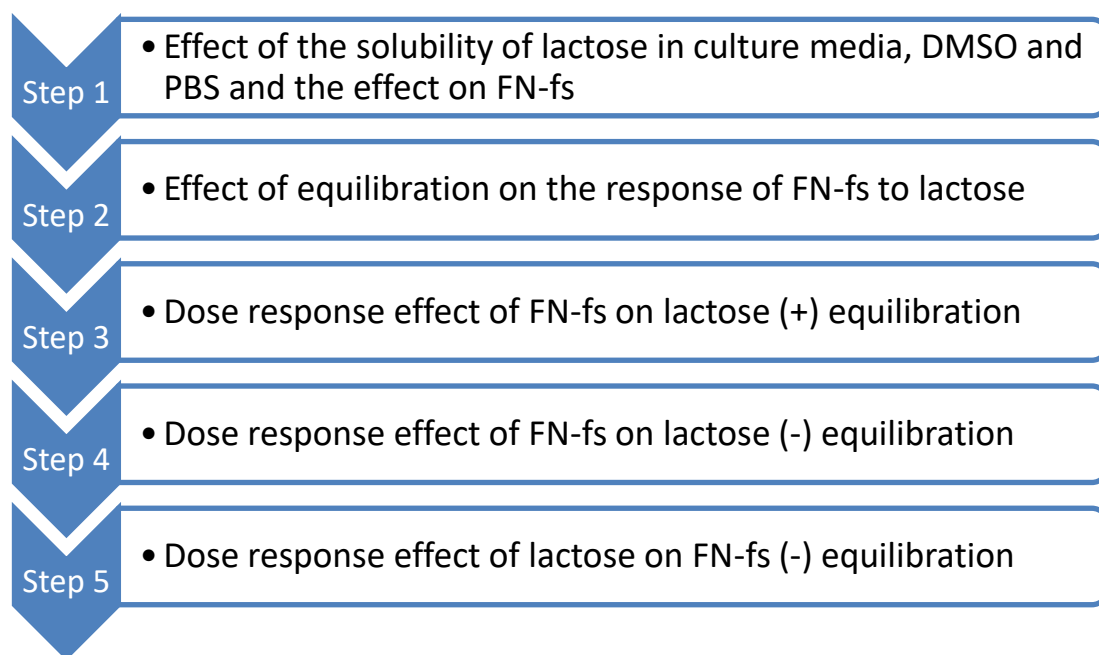 Step 1
• Effect of the solubility of lactose in culture media, DMSO and
PBS and the effect on FN-fs
Step 2
• Effect of equilibration on the response of FN-fs to lactose
Step 3
• Dose response effect of FN-fs on lactose (+) equilibration
Step 4
• Dose response effect of FN-fs on lactose (-) equilibration
Step 5
• Dose response effect of lactose on FN-fs (-) equilibration